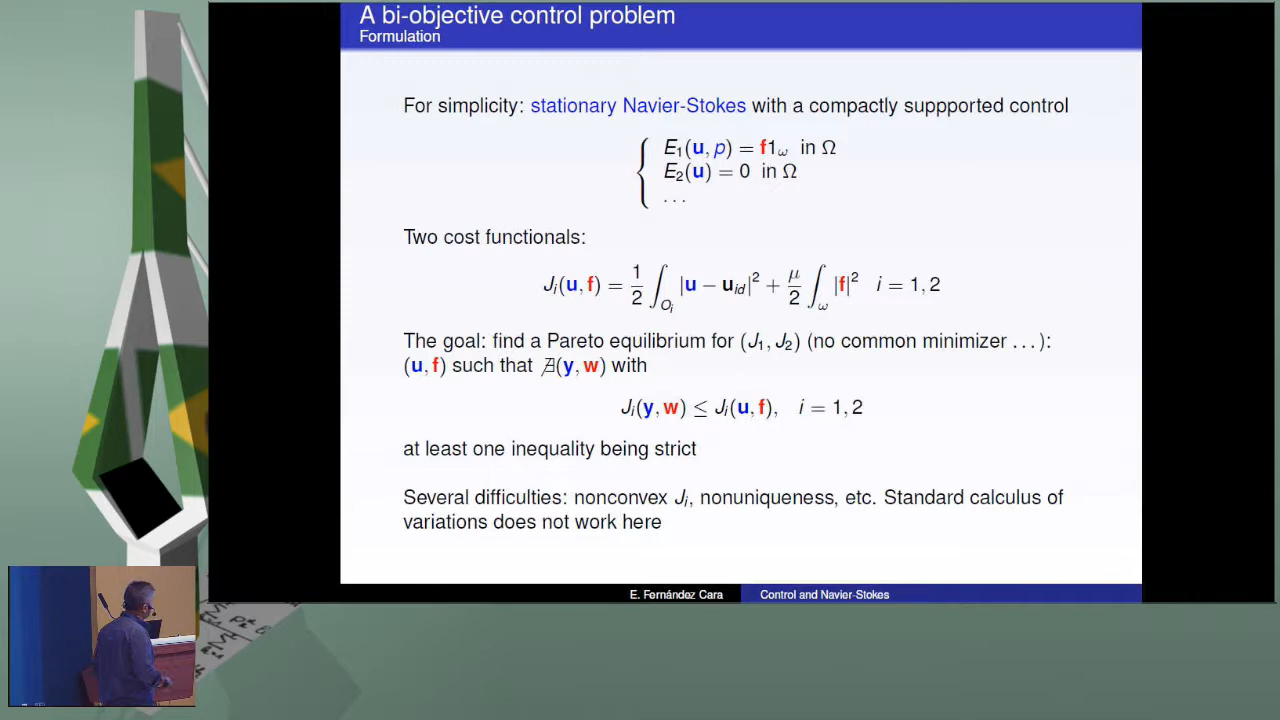 A bi-objective control problem
Formulation
For simplicity: stationary Navier-Stokes with a compactly suppported control
E₁(u, p) = f1_ω in Ω
E₂(u) = 0 in Ω
...
Two cost functionals:
J_i(u, f) = 1/2 ∫_{O_i} |u − u_{id}|² + μ/2 ∫_ω |f|² i = 1, 2
The goal: find a Pareto equilibrium for (J₁, J₂) (no common minimizer ...):
(u, f) such that ∄(y, w) with
J_i(y, w) ≤ J_i(u, f), i = 1, 2
at least one inequality being strict
Several difficulties: nonconvex J_i, nonuniqueness, etc. Standard calculus of
variations does not work here
E. Fernández Cara
Control and Navier-Stokes